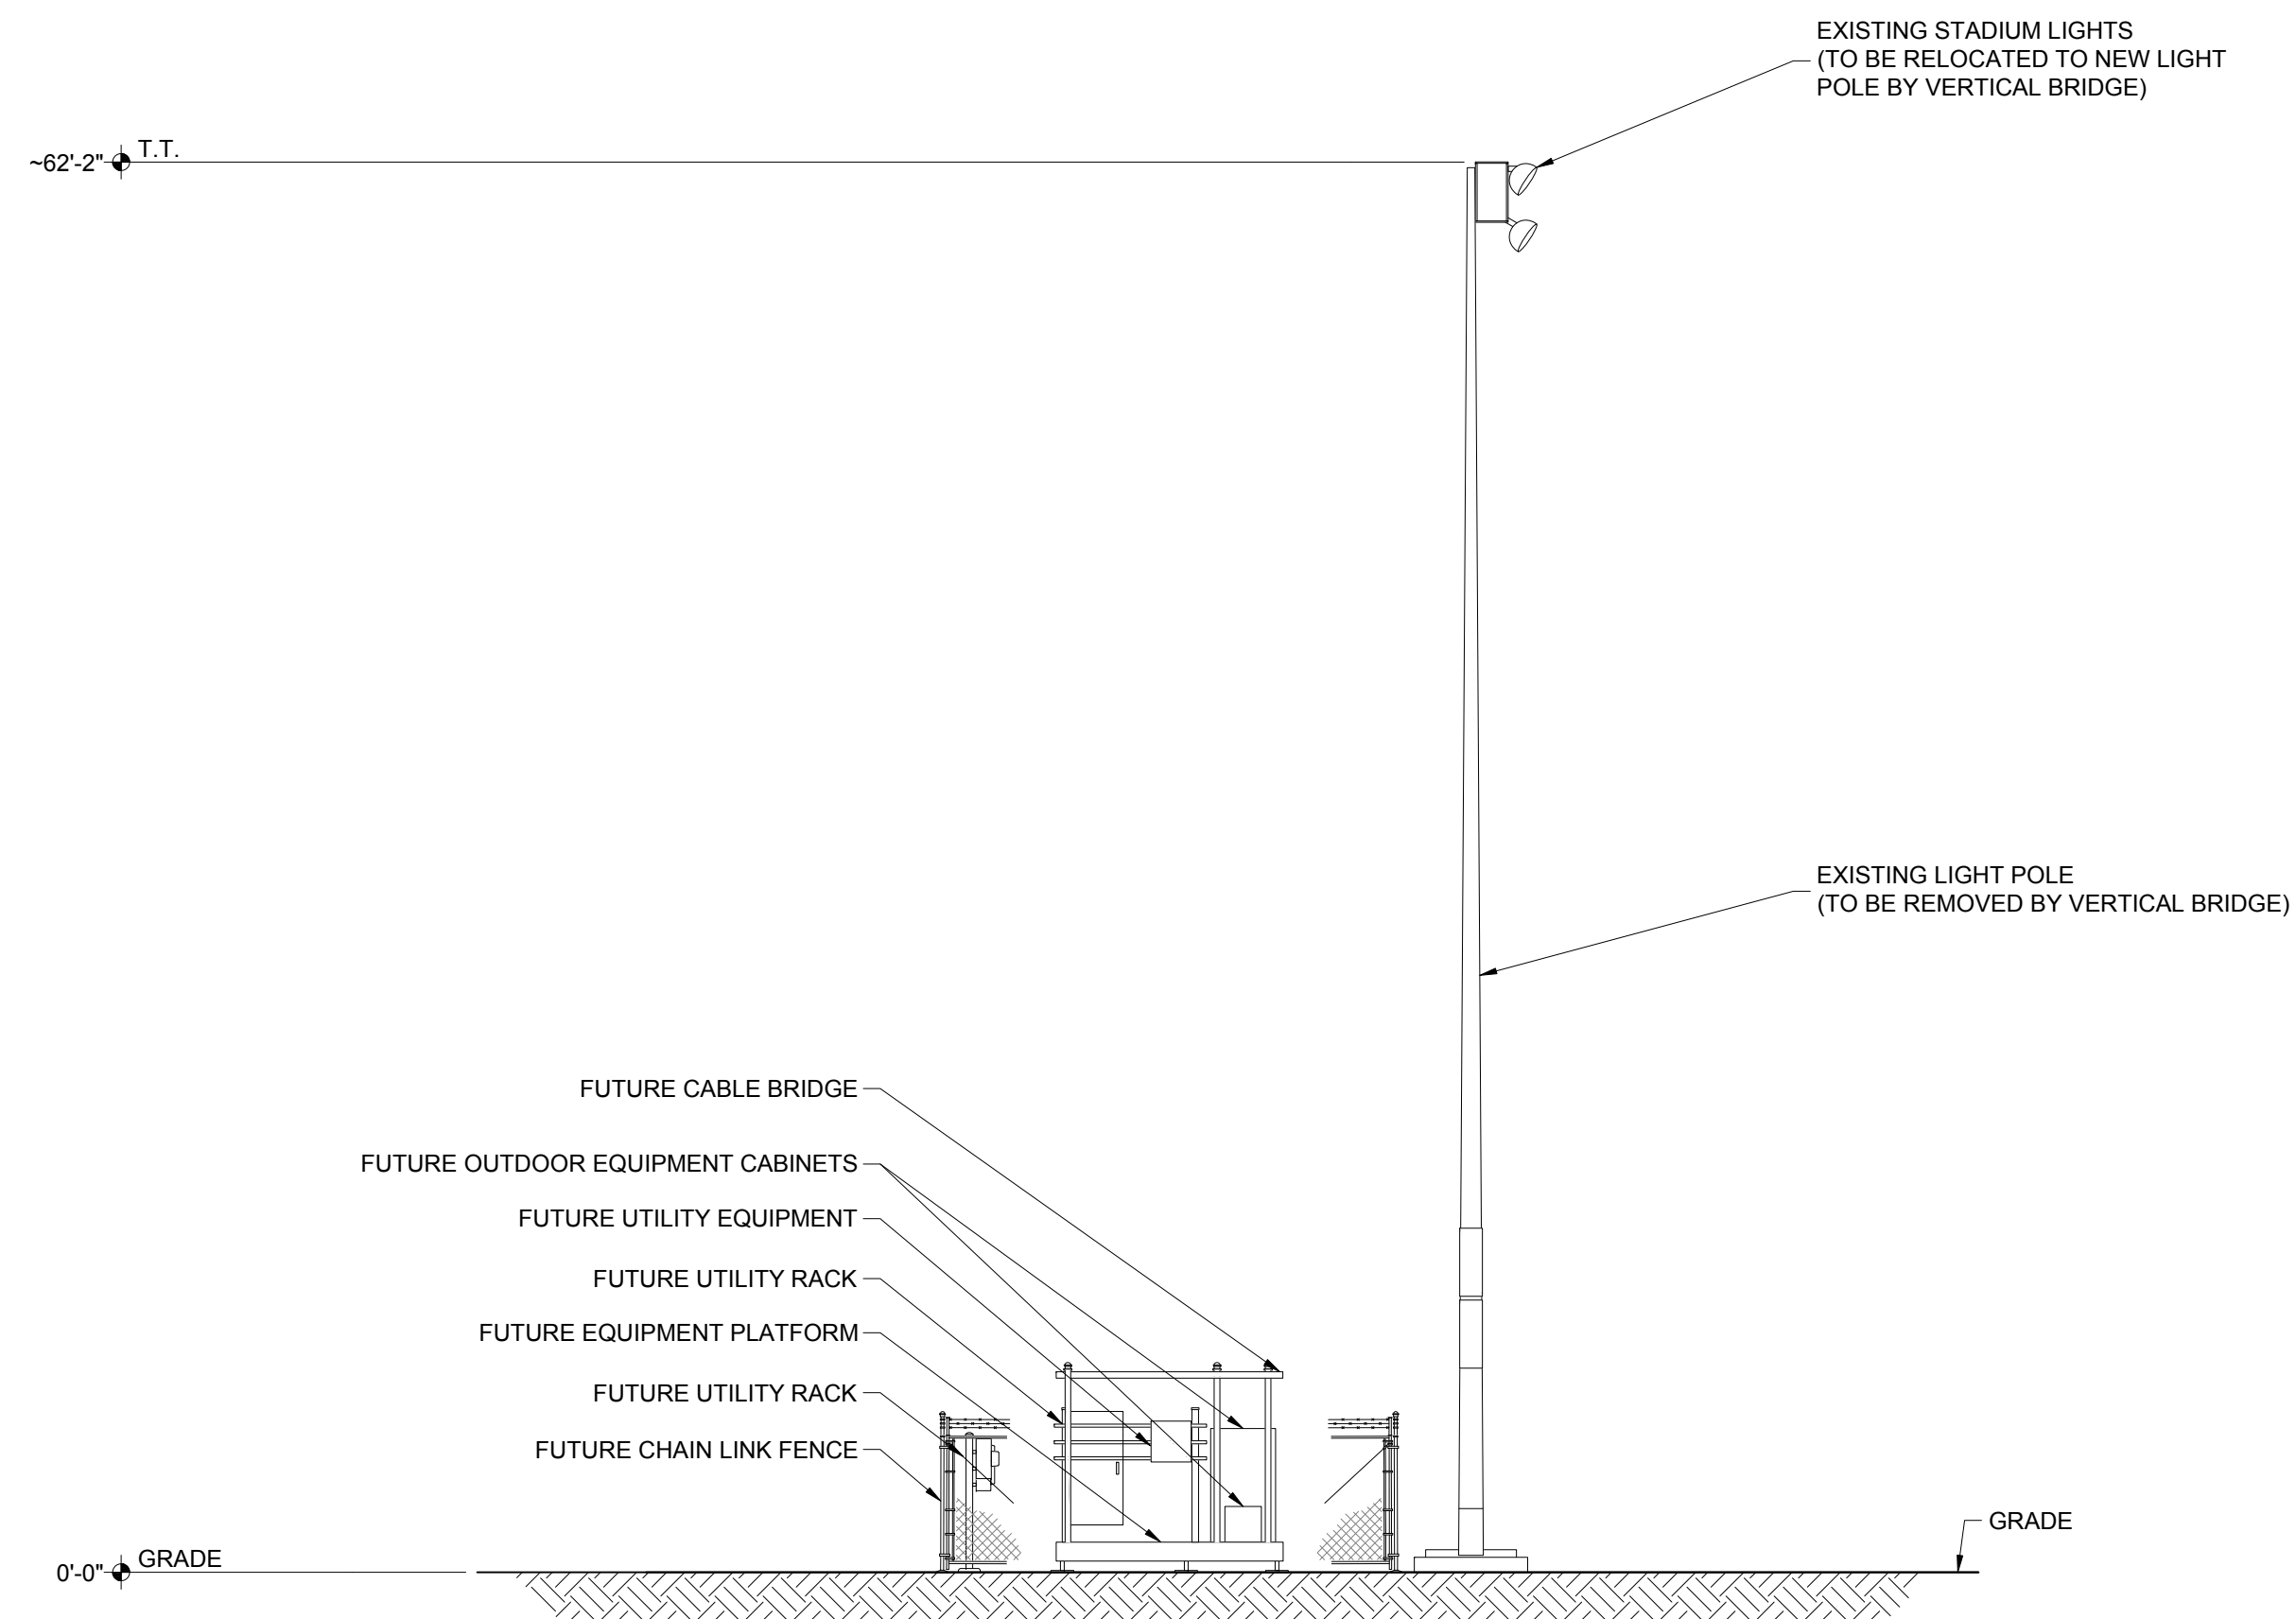 EXISTING STADIUM LIGHTS
(TO BE RELOCATED TO NEW LIGHT
POLE BY VERTICAL BRIDGE)
~62'-2" T.T.
EXISTING LIGHT POLE
(TO BE REMOVED BY VERTICAL BRIDGE)
FUTURE CABLE BRIDGE
FUTURE OUTDOOR EQUIPMENT CABINETS
FUTURE UTILITY EQUIPMENT
FUTURE UTILITY RACK
FUTURE EQUIPMENT PLATFORM
FUTURE UTILITY RACK
FUTURE CHAIN LINK FENCE
GRADE
0'-0" GRADE